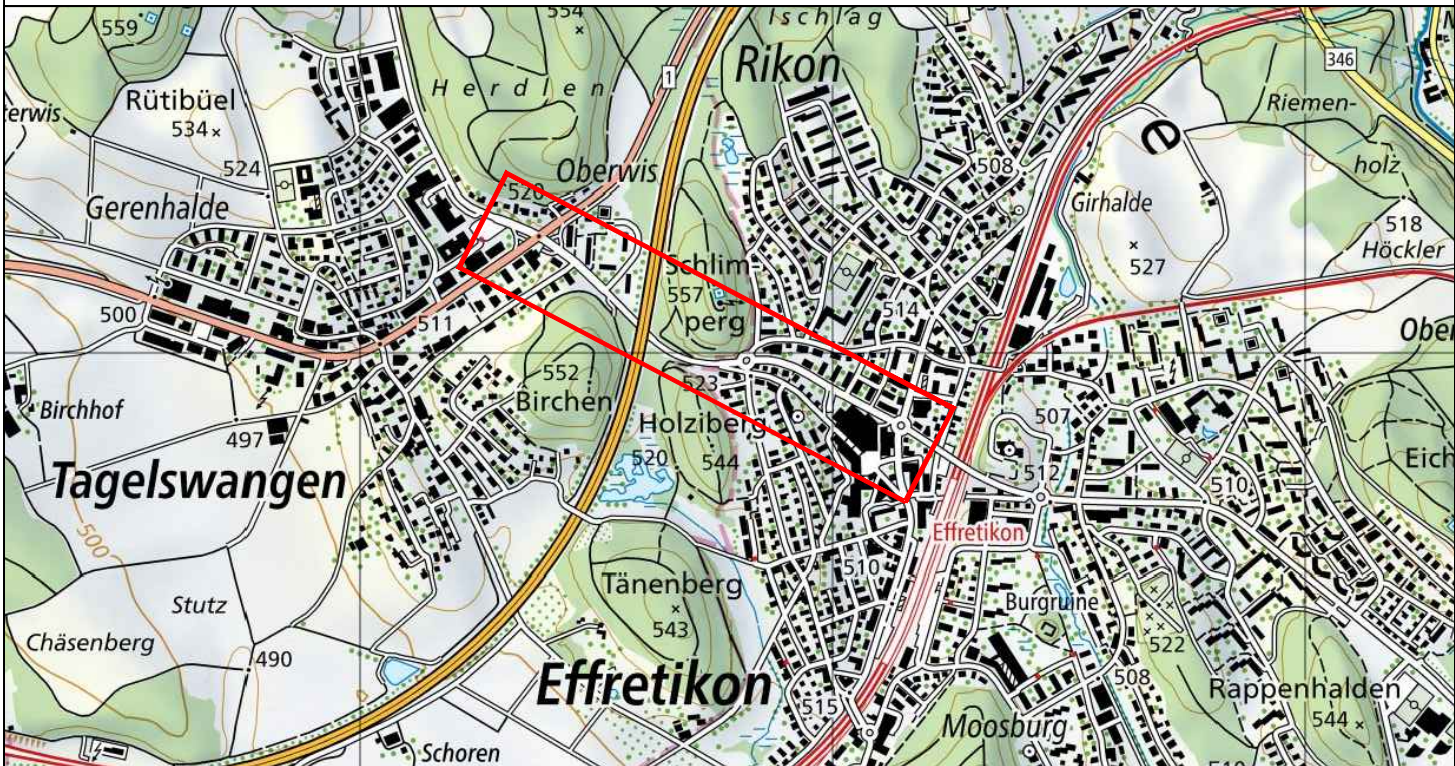 559
554
Ischlag
Rikon
346
1
Herdlen
Rütibüel
534
Riemen-
holz
erwis
524
508
e
Oberwis
520
Gerenhalde
Girhalde
518
Höckler
527
Schlim-
557
perg
514
500
511
Obe
552
Birchen
523
Birchhof
Holziberg
507
497
520
544
512
Eich
Tagelswangen
510
500
Effretikon
510
Tänenberg
543
Stutz
Burgruine
522
Chäsenberg
490
508
Effretikon
515
Rappenhalden
544
Moosburg
Schoren
510